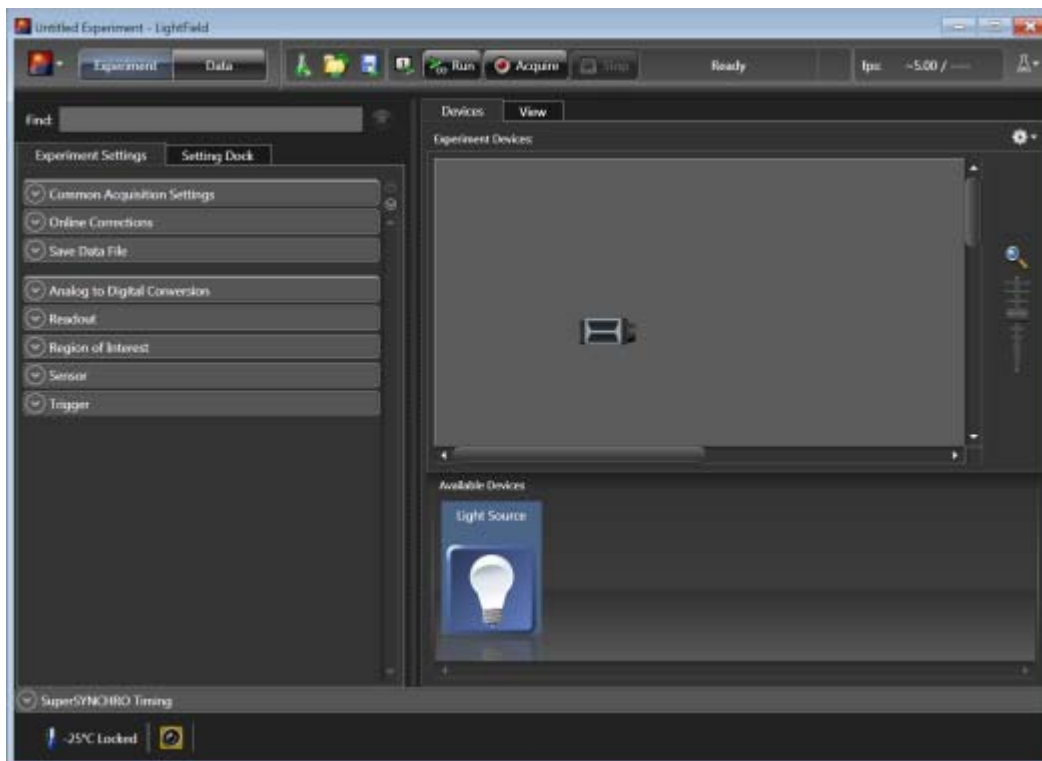 Untitled Experiment - LightField
Experiment Data Run Acquire Stop Ready fps: ~5.00 / ----
Find:
Experiment Settings Setting Dock
Common Acquisition Settings
Online Corrections
Save Data File
Analog to Digital Conversion
Readout
Region of Interest
Sensor
Trigger
Devices View
Experiment Devices:
Available Devices
Light Source
SuperSYNCHRO Timing
-25°C Locked